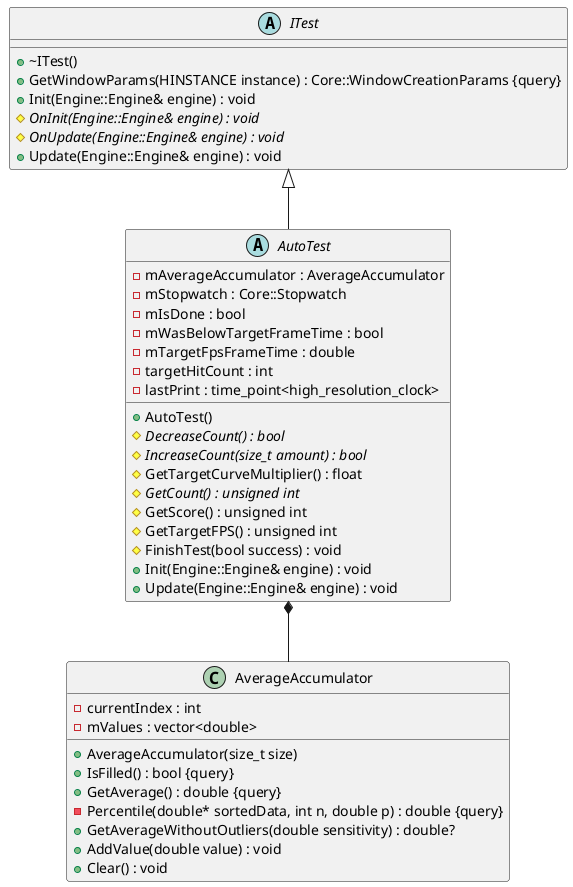 A ITest
~ITest()
GetWindowParams(HINSTANCE instance) : Core::WindowCreationParams {query}
Init(Engine::Engine& engine) : void
OnInit(Engine::Engine& engine) : void
OnUpdate(Engine::Engine& engine) : void
Update(Engine::Engine& engine) : void
A AutoTest
mAverageAccumulator : AverageAccumulator
mStopwatch : Core::Stopwatch
mIsDone : bool
mWasBelowTargetFrameTime : bool
mTargetFpsFrameTime : double
targetHitCount : int
lastPrint : time_point<high_resolution_clock>
AutoTest()
DecreaseCount() : bool
IncreaseCount(size_t amount) : bool
GetTargetCurveMultiplier() : float
GetCount() : unsigned int
GetScore() : unsigned int
GetTargetFPS() : unsigned int
FinishTest(bool success) : void
Init(Engine::Engine& engine) : void
Update(Engine::Engine& engine) : void
C AverageAccumulator
currentIndex : int
mValues : vector<double>
AverageAccumulator(size_t size)
IsFilled() : bool {query}
GetAverage() : double {query}
Percentile(double* sortedData, int n, double p) : double {query}
GetAverageWithoutOutliers(double sensitivity) : double?
AddValue(double value) : void
Clear() : void